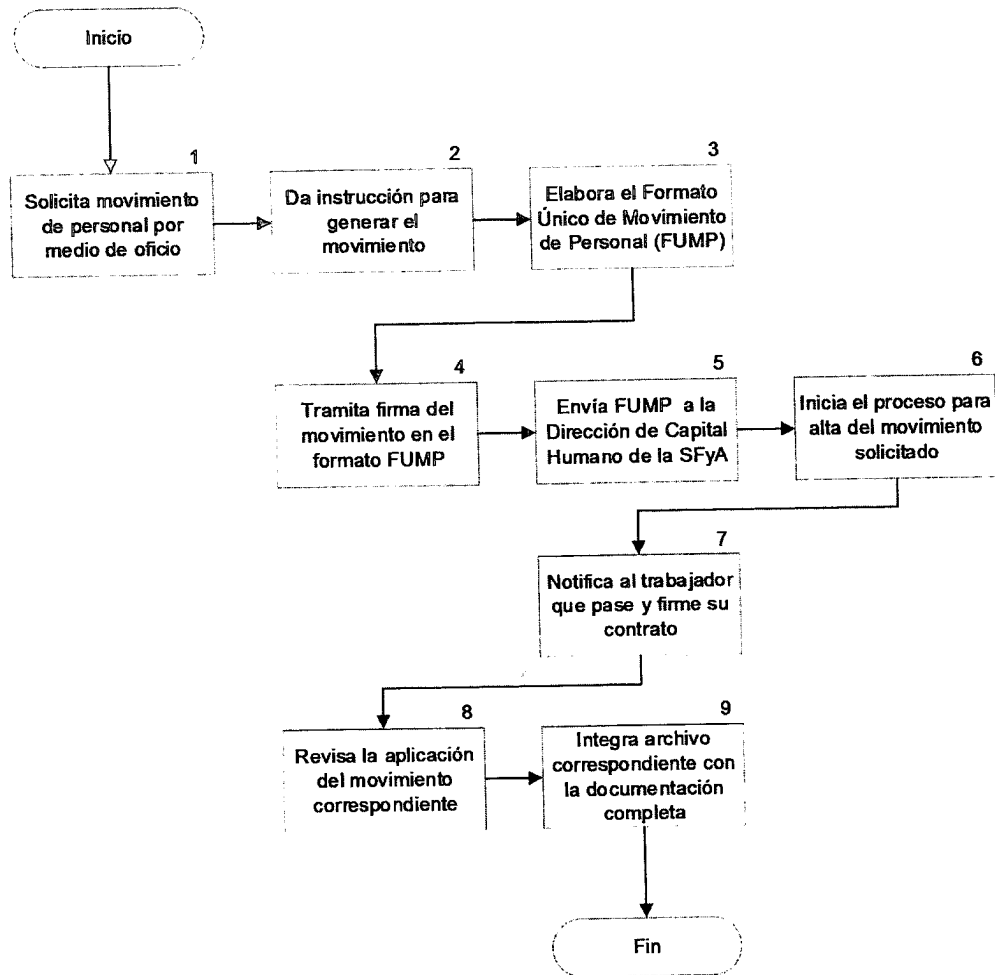 Inicio
1
Solicita movimiento
de personal por
medio de oficio
2
Da instrucción para
generar el
movimiento
3
Elabora el Formato
Único de Movimiento
de Personal (FUMP)
4
Tramita firma del
movimiento en el
formato FUMP
5
Envía FUMP a la
Dirección de Capital
Humano de la SFyA
6
Inicia el proceso para
alta del movimiento
solicitado
7
Notifica al trabajador
que pase y firme su
contrato
8
Revisa la aplicación
del movimiento
correspondiente
9
Integra archivo
correspondiente con
la documentación
completa
Fin